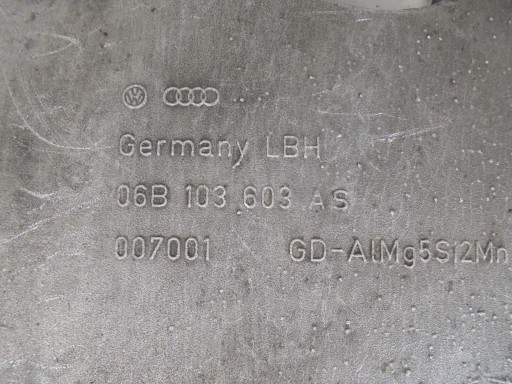 Germany LBH
06B 103 603 AS
007001 GD-AlMg5Si2Mn